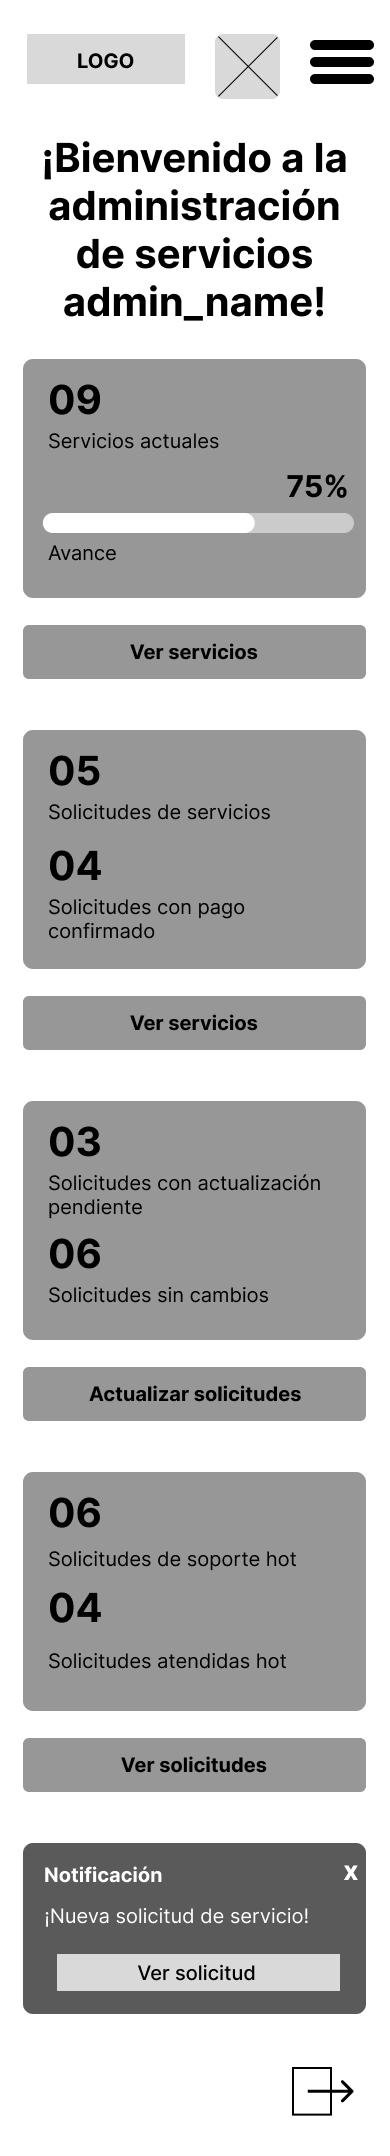 LOGO
¡Bienvenido a la
administración
de servicios
admin_name!
09
Servicios actuales
75%
Avance
Ver servicios
05
Solicitudes de servicios
04
Solicitudes con pago
confirmado
Ver servicios
03
Solicitudes con actualización
pendiente
06
Solicitudes sin cambios
Actualizar solicitudes
06
Solicitudes de soporte hot
04
Solicitudes atendidas hot
Ver solicitudes
Notificación
x
¡Nueva solicitud de servicio!
Ver solicitud